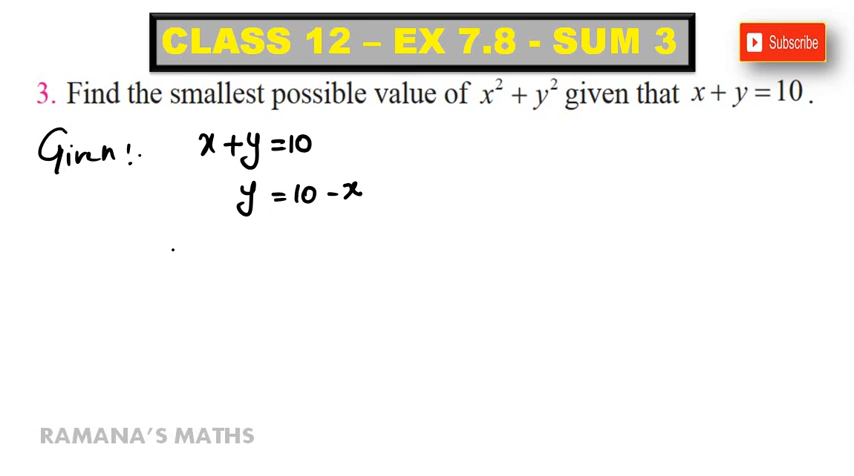 CLASS 12 – EX 7.8 - SUM 3
Subscribe
3. Find the smallest possible value of x² + y² given that x + y = 10.
Given:. x + y = 10
y = 10 - x
RAMANA'S MATHS